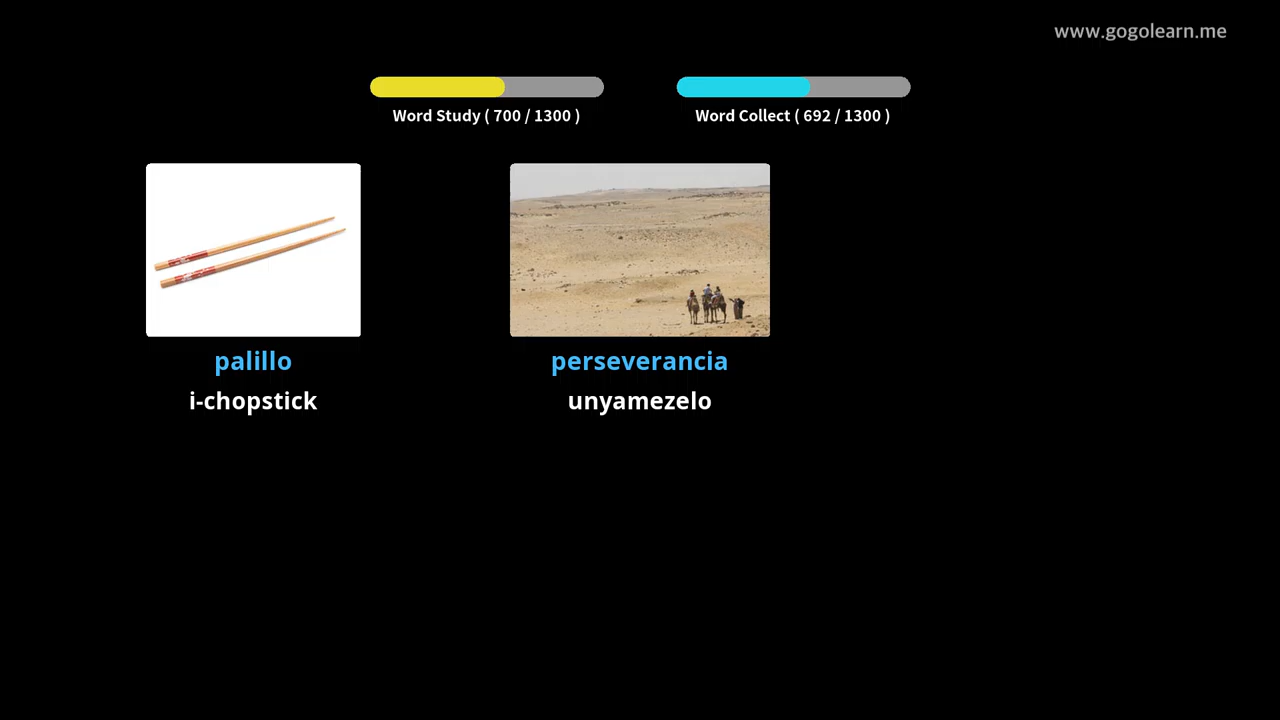 www.gogolearn.me
Word Study ( 700 / 1300 )
Word Collect ( 692 / 1300 )
palillo
i-chopstick
perseverancia
unyamezelo